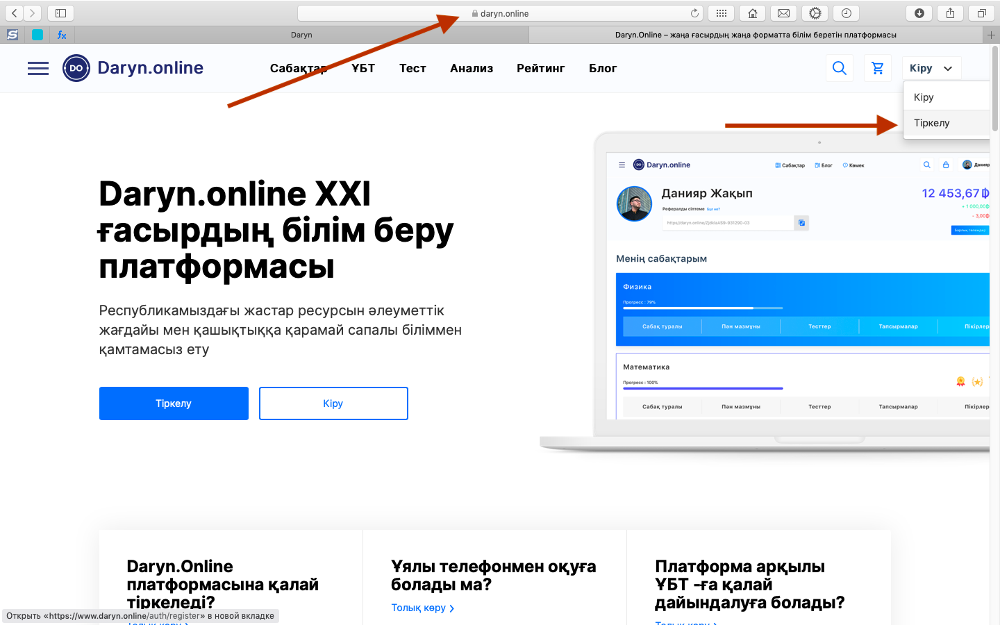 daryn.online
Daryn
Daryn.Online – жаңа ғасырдың жаңа форматта білім беретін платформасы
DO Daryn.online
Сабақтар ҰБТ Тест Анализ Рейтинг Блог
Кіру
Кіру
Тіркелу
Daryn.online XXI
ғасырдың білім беру
платформасы
Республикамыздағы жастар ресурсын әлеуметтік
жағдайы мен қашықтыққа қарамай сапалы біліммен
қамтамасыз ету
Тіркелу Кіру
DO Daryn.online Сабақтар Блог Көмек Данияр
Данияр Жақып
12 453,67
Рефералды сілтеме Бұл не?
+ 1 000,00
- 3,00
Менің сабақтарым
Физика
Прогресс : 79%
Сабақ туралы Пән мазмұны Тесттер Тапсырмалар Пікірлер
Математика
Прогресс : 100%
Сабақ туралы Пән мазмұны Тесттер Тапсырмалар Пікірлер
Daryn.Online
платформасына қалай
тіркеледі?
Толық көру
Ұялы телефонмен оқуға
болады ма?
Толық көру
Платформа арқылы
ҰБТ –ға қалай
дайындалуға болады?
Толық көру
Открыть «https://www.daryn.online/auth/register» в новой вкладке